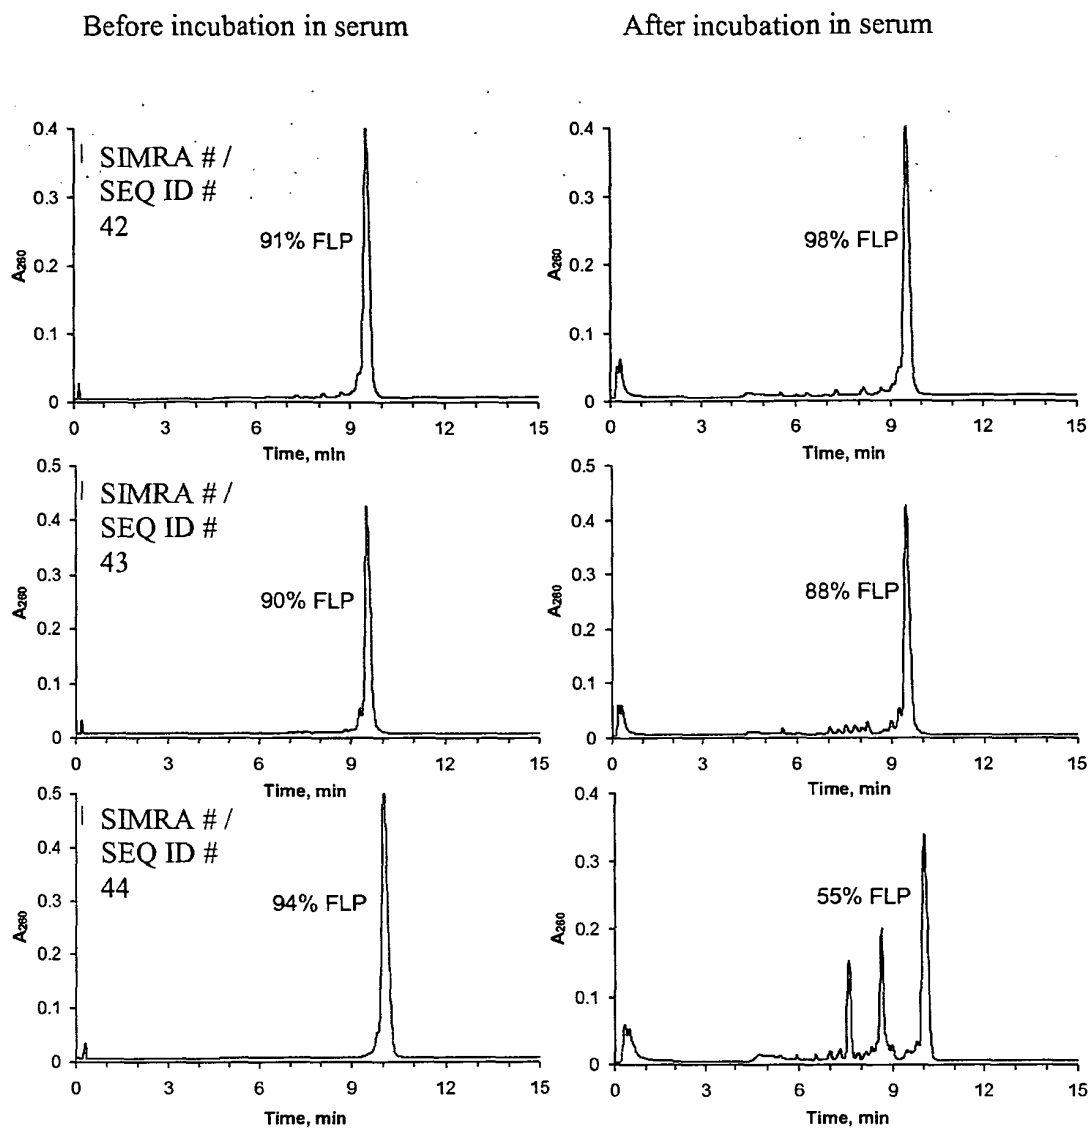 Before incubation in serum
After incubation in serum
0.4
0.3
0.2
0.1
0
A260
SIMRA # /
SEQ ID #
42
91% FLP
0 3 6 9 12 15
Time, min
0.4
0.3
0.2
0.1
0
A260
98% FLP
0 3 6 9 12 15
Time, min
0.5
0.4
0.3
0.2
0.1
0
A260
SIMRA # /
SEQ ID #
43
90% FLP
0 3 6 9 12 15
Time, min
0.5
0.4
0.3
0.2
0.1
0
A260
88% FLP
0 3 6 9 12 15
Time, min
0.5
0.4
0.3
0.2
0.1
0
A260
SIMRA # /
SEQ ID #
44
94% FLP
0 3 6 9 12 15
Time, min
0.4
0.3
0.2
0.1
0
A260
55% FLP
0 3 6 9 12 15
Time, min